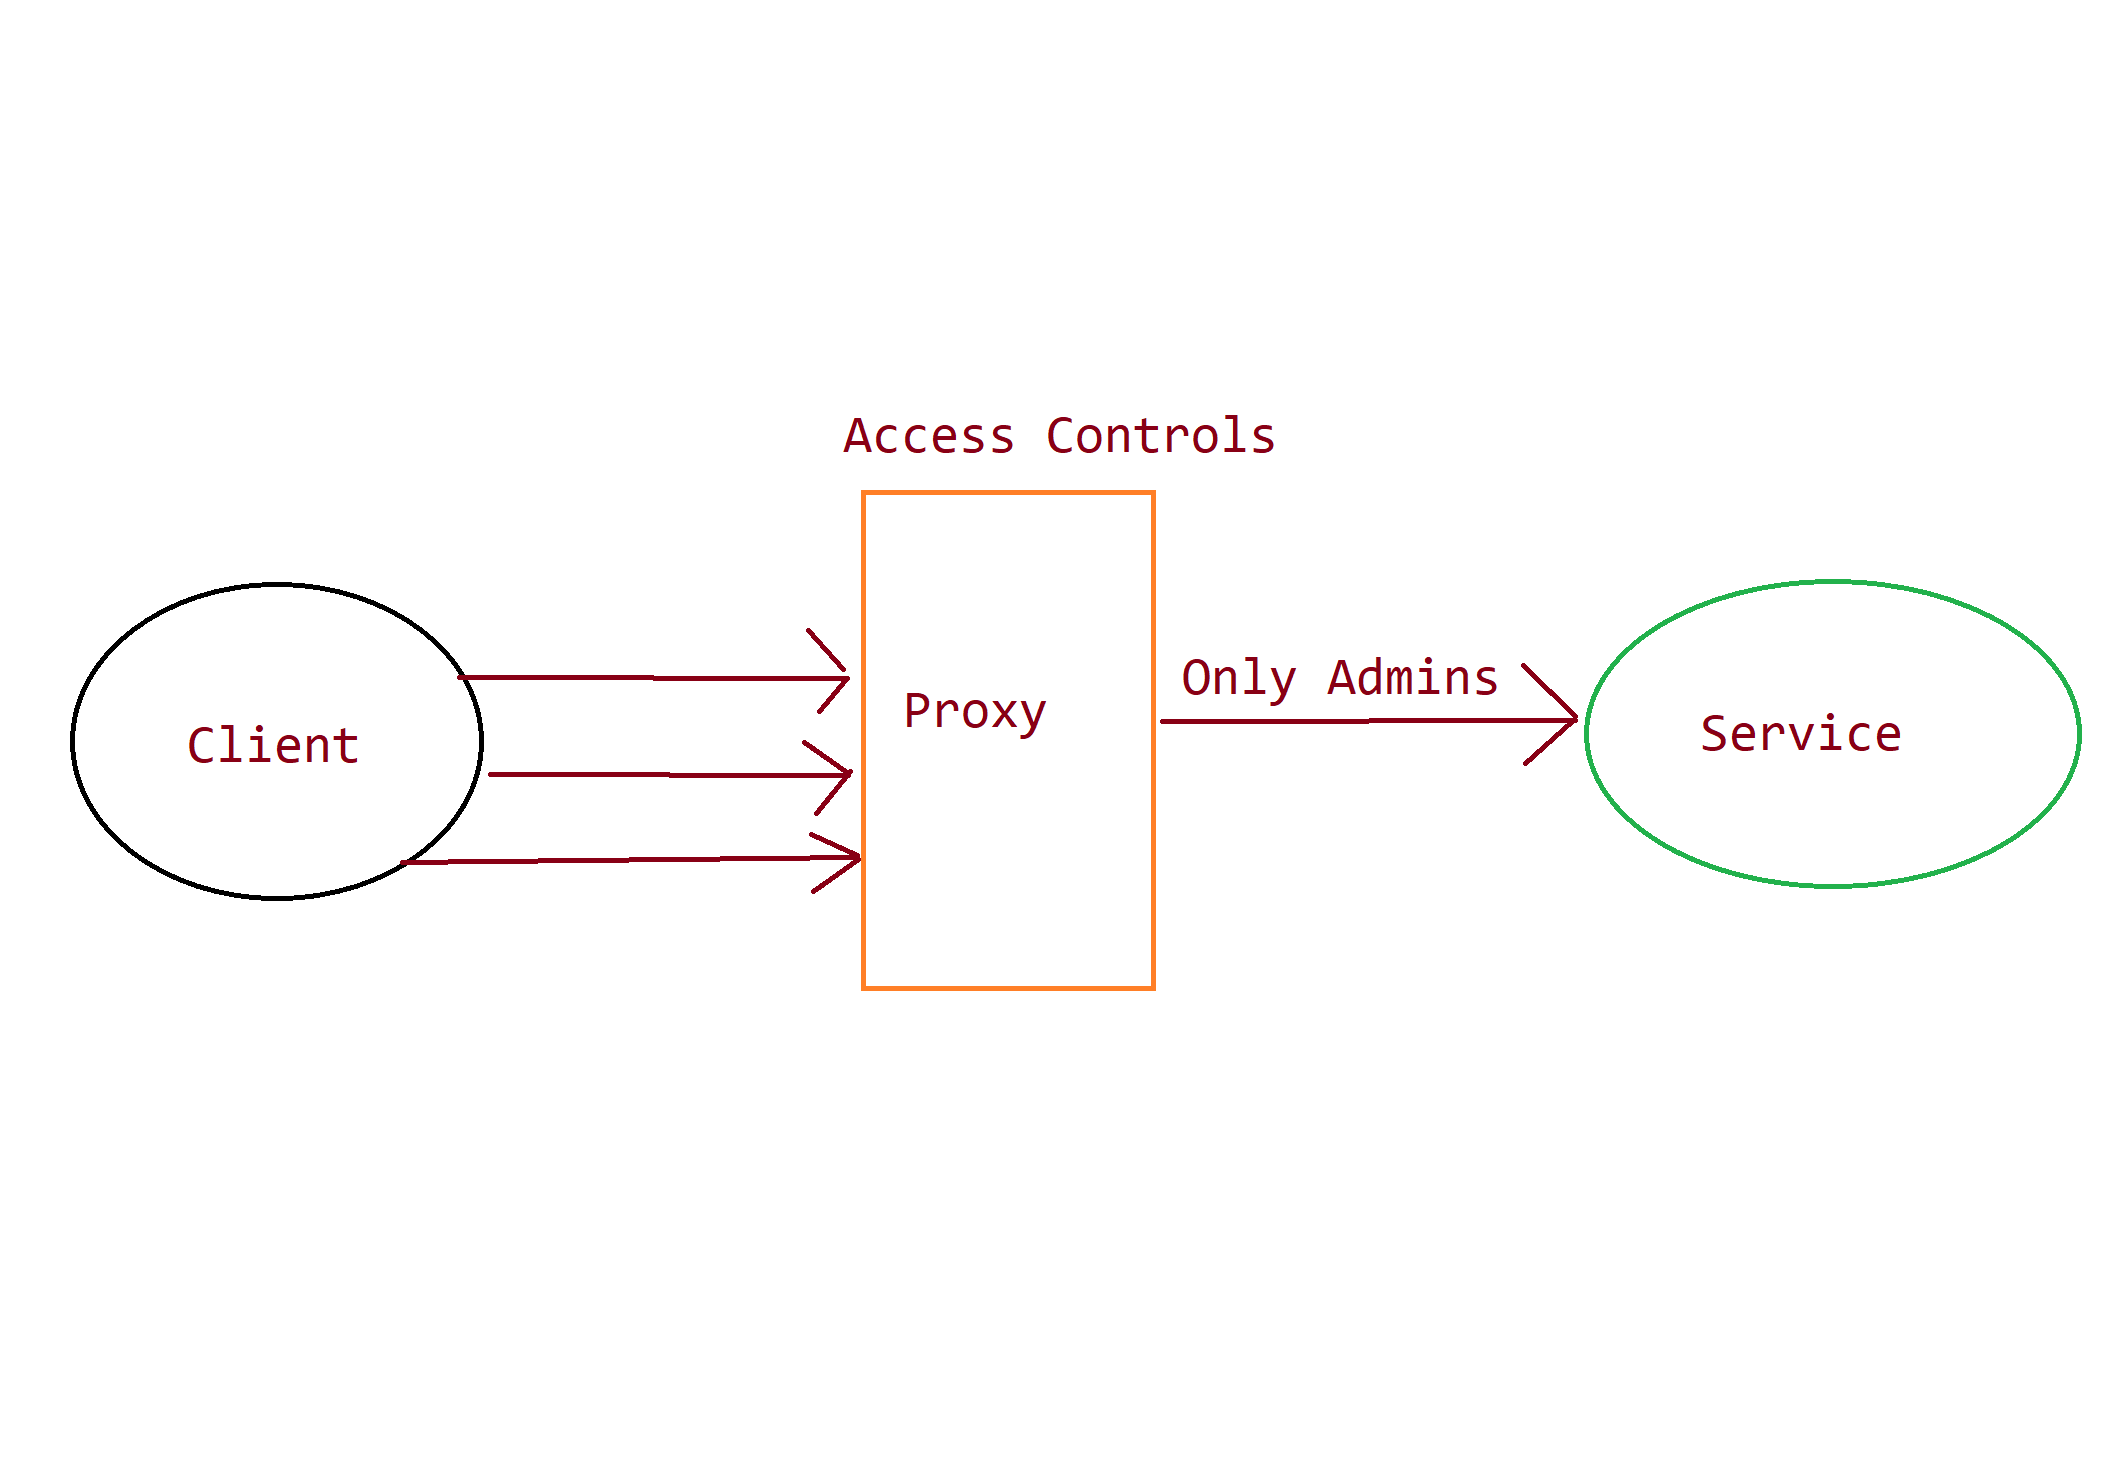 Access Controls
Only Admins
Proxy
Client
Service